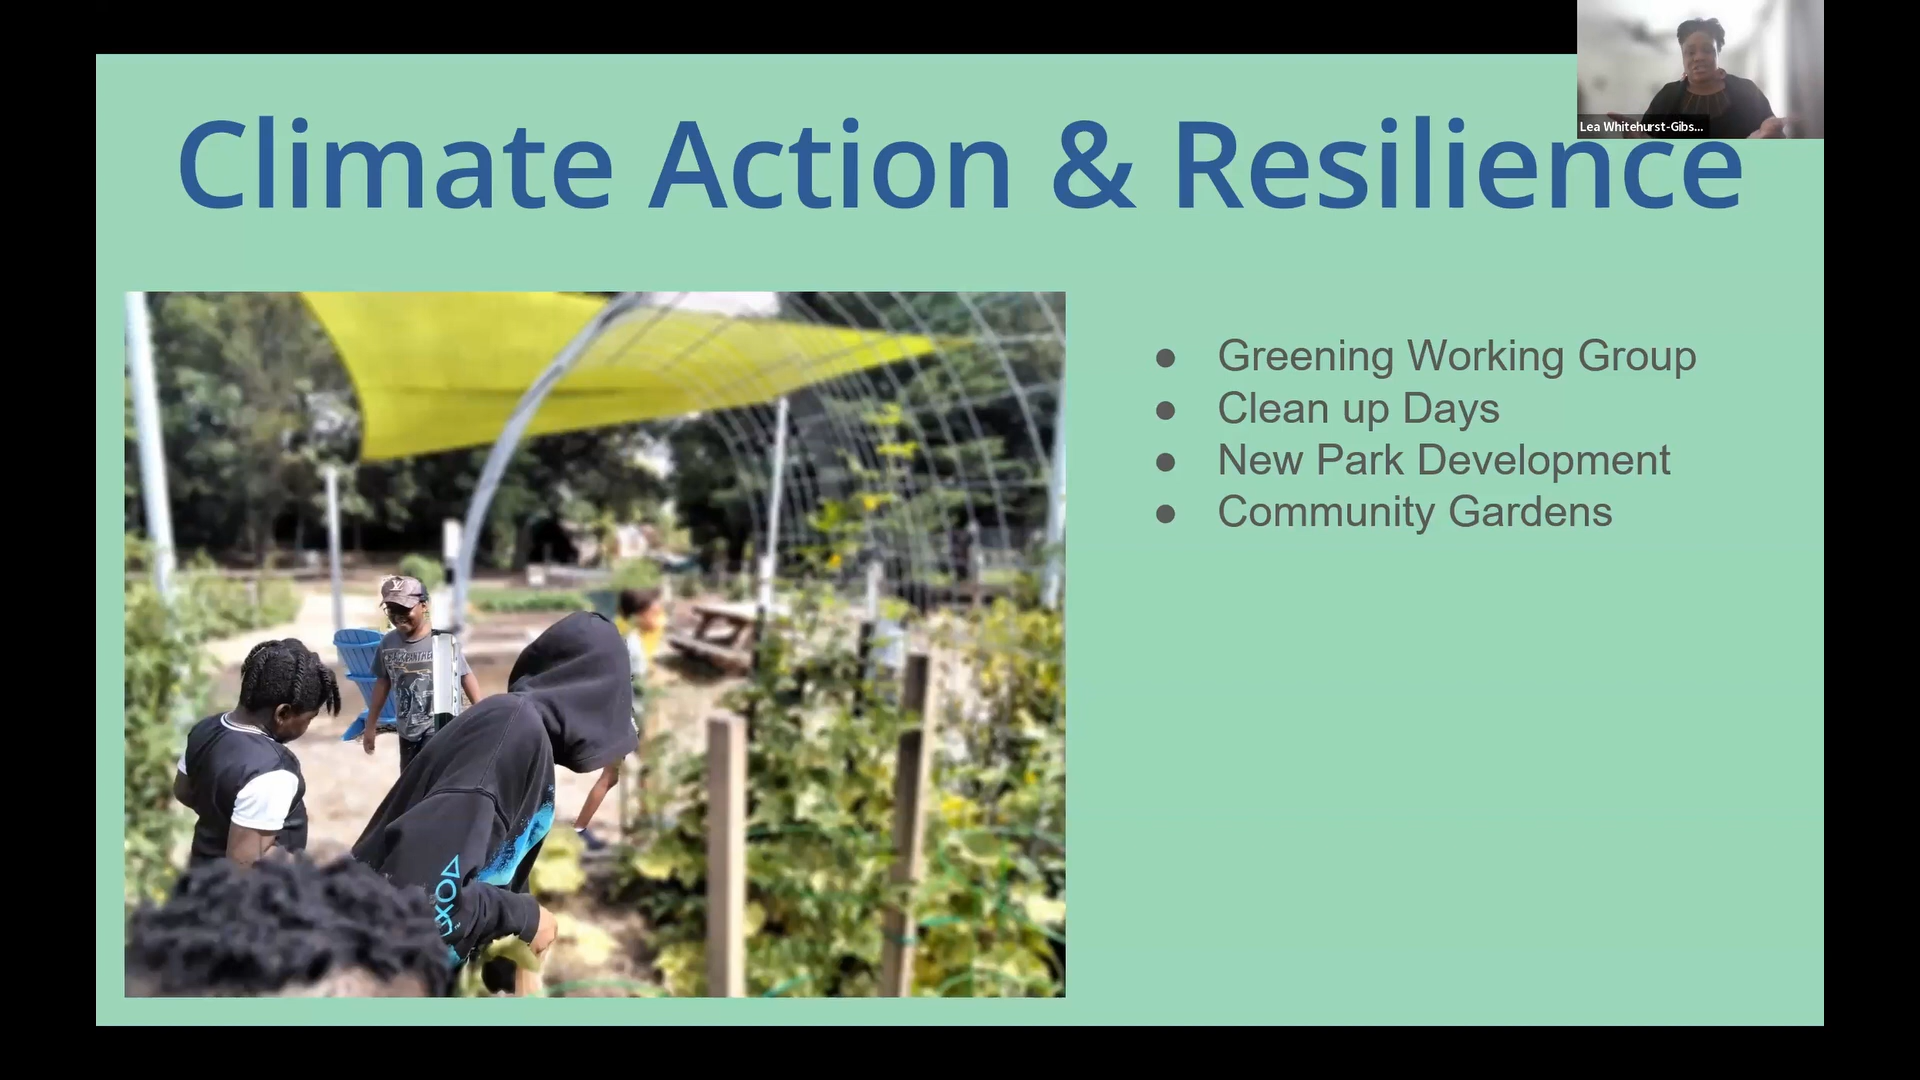 Lea Whitehurst-Gibs...
Climate Action & Resilience
● Greening Working Group
● Clean up Days
● New Park Development
● Community Gardens